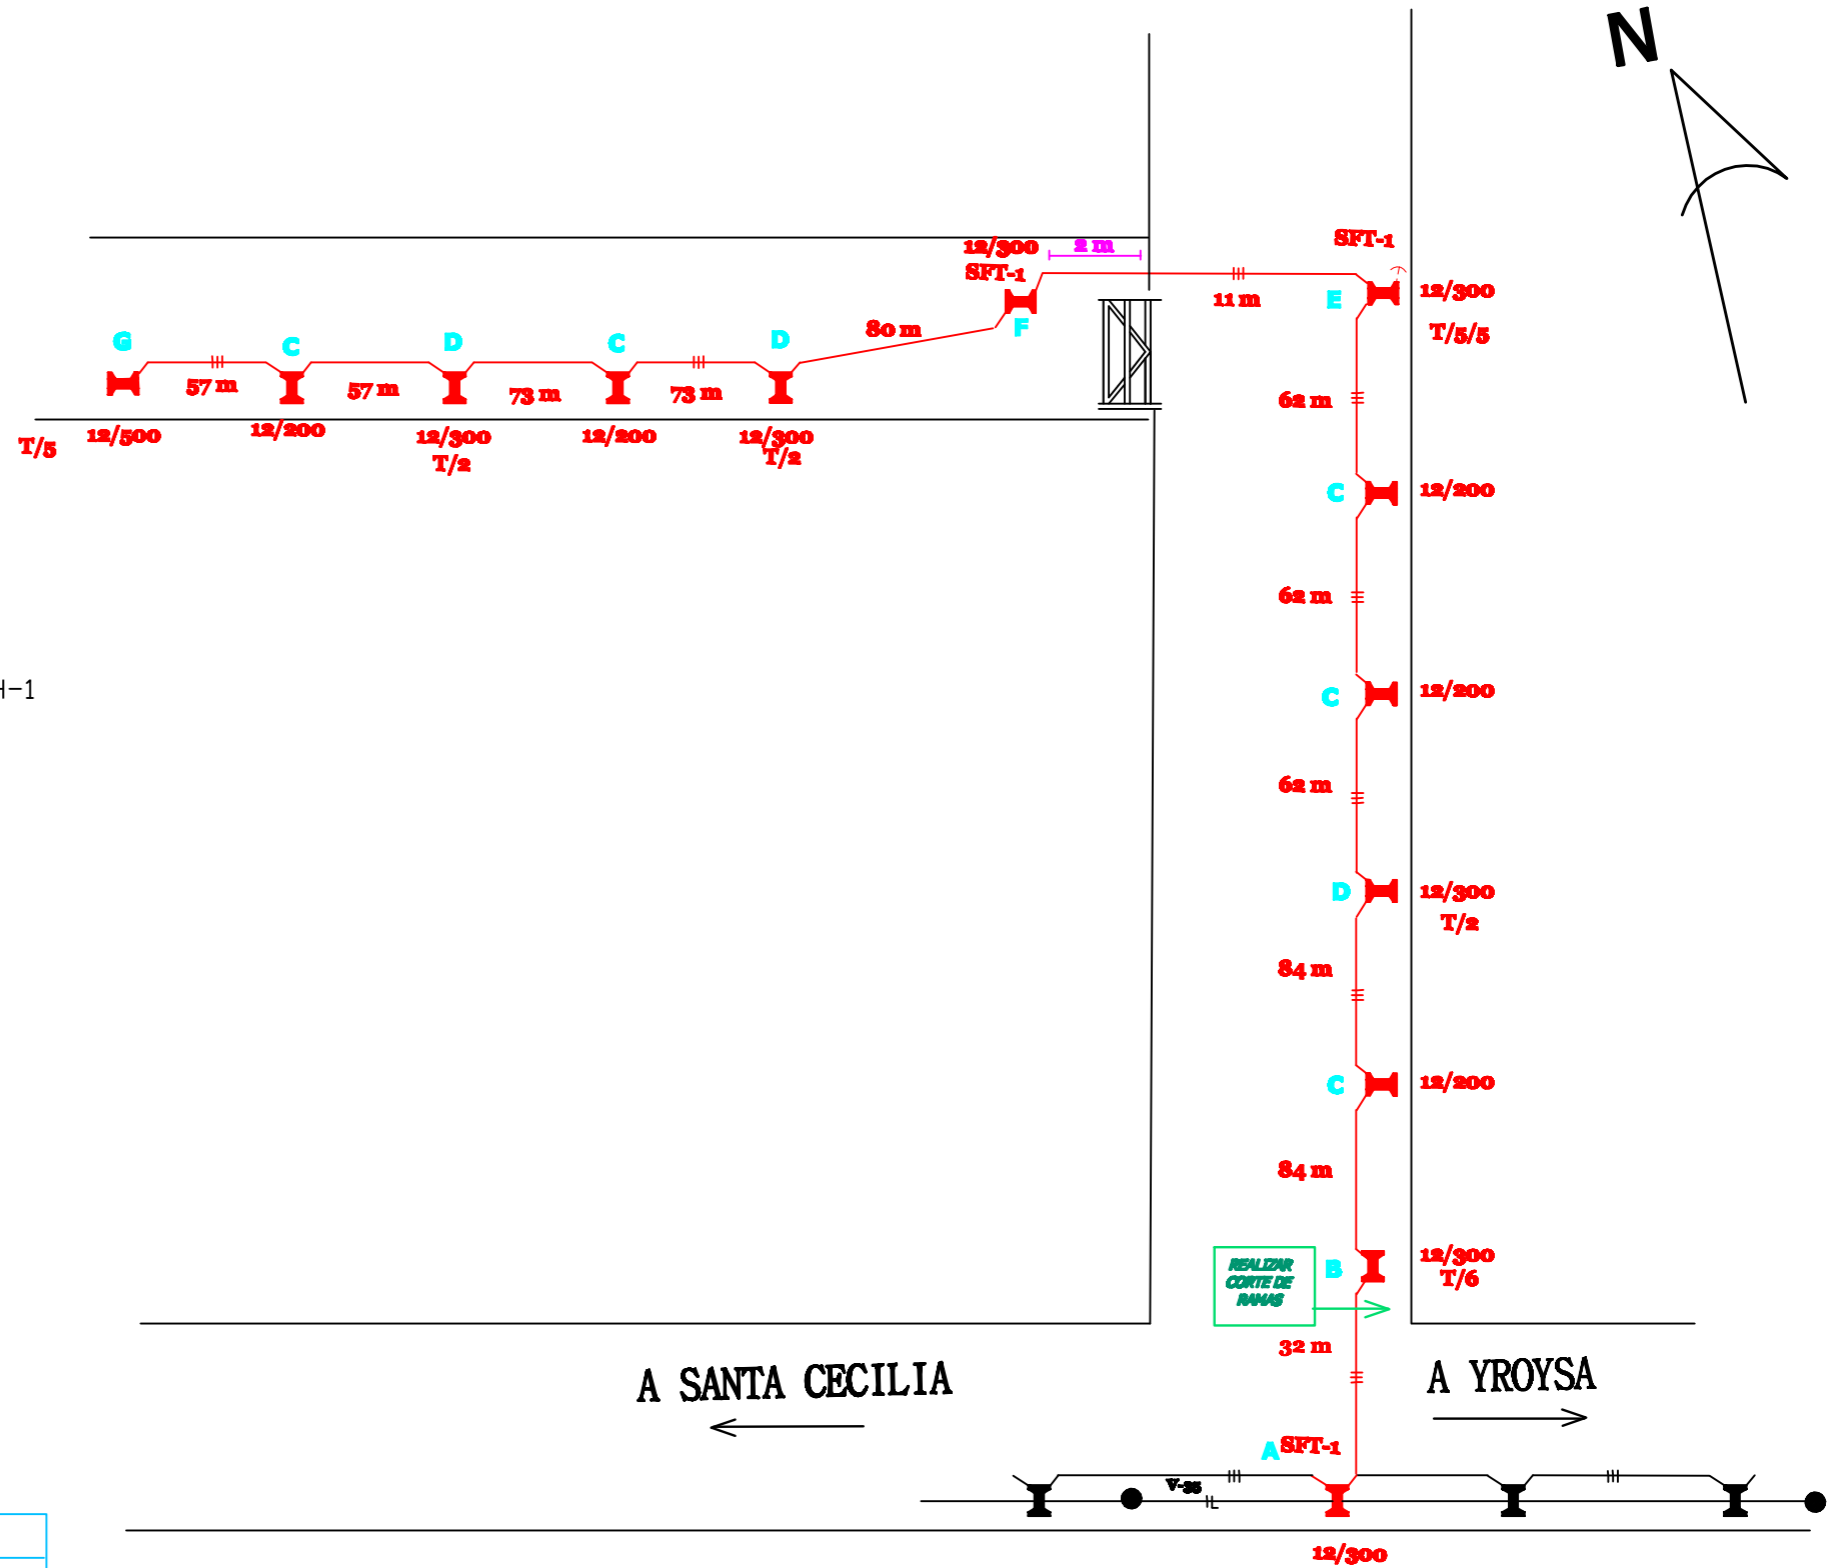 N
12/300
2 m
SFT-1
SFT-1
E
12/300
11 m
F
80 m
T/5/5
G
C
D
C
D
57 m
57 m
73 m
73 m
62 m
T/5
12/500
12/200
12/300
T/2
12/200
12/300
T/2
C
12/200
62 m
H-1
C
12/200
62 m
D
12/300
T/2
84 m
C
12/200
84 m
REALIZAR
CORTE DE
RAMAS
B
12/300
T/6
32 m
A SANTA CECILIA
A YROYSA
A
SFT-1
V-35
L
12/300